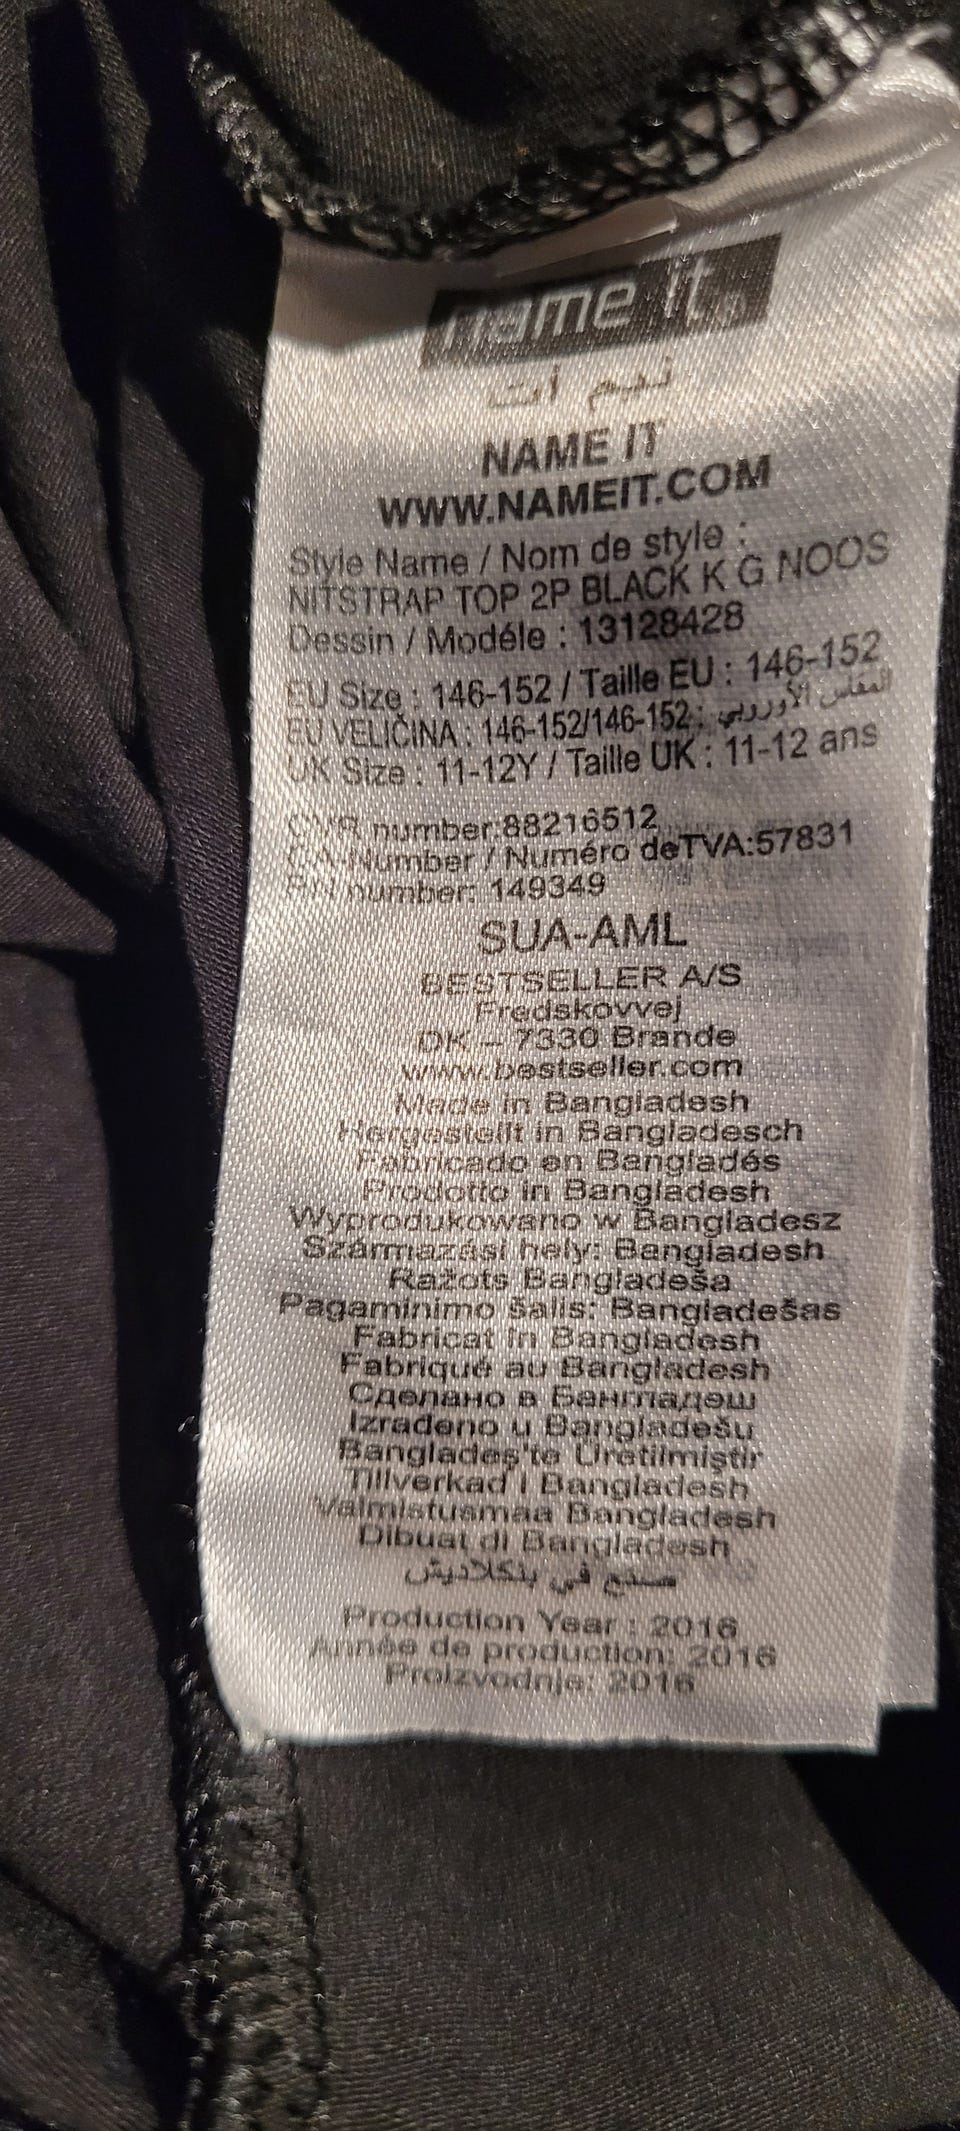 name it
نيم أت
NAME IT
WWW.NAMEIT.COM
Style Name / Nom de style :
NITSTRAP TOP 2P BLACK K G NOOS
Dessin / Modéle : 13128428
EU Size : 146-152 / Taille EU : 146-152
EU VELIČINA : 146-152/146-152 : المقاس الأوروبي
UK Size : 11-12Y / Taille UK : 11-12 ans
CVR number:88216512
CA-Number / Numéro deTVA:57831
RN number: 149349
SUA-AML
BESTSELLER A/S
Fredskovvej
DK – 7330 Brande
www.bestseller.com
Made in Bangladesh
Hergestellt in Bangladesch
Fabricado en Bangladés
Prodotto in Bangladesh
Wyprodukowano w Bangladesz
Származási hely: Bangladesh
Ražots Bangladeša
Pagaminimo šalis: Bangladešas
Fabricat în Bangladesh
Fabriqué au Bangladesh
Сделано в Бангладеш
Izrađeno u Bangladešu
Bangladeş'te Üretilmiştir
Tillverkad i Bangladesh
Valmistusmaa Bangladesh
Dibuat di Bangladesh
صنع في بنكلاديش
Production Year : 2016
Année de production: 2016
Proizvodnje: 2016